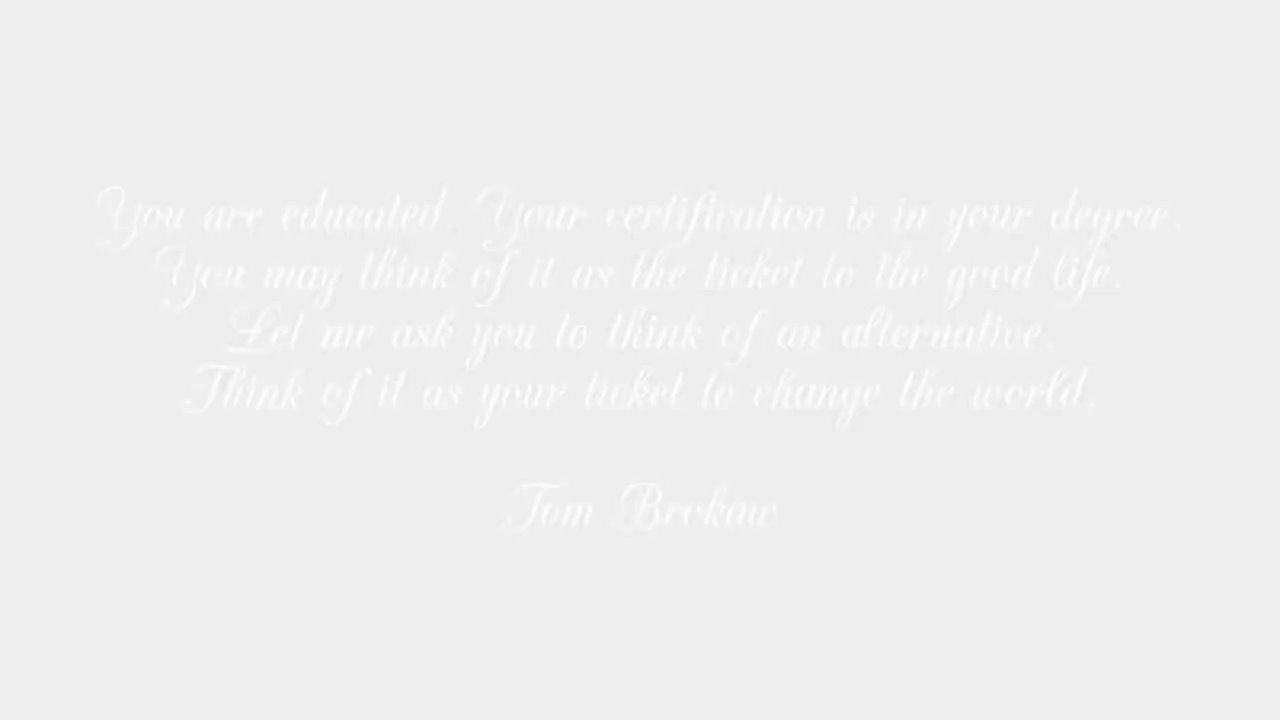 You are educated. Your certification is in your degree.
You may think of it as the ticket to the good life.
Let me ask you to think of an alternative.
Think of it as your ticket to change the world.
Tom Brokaw